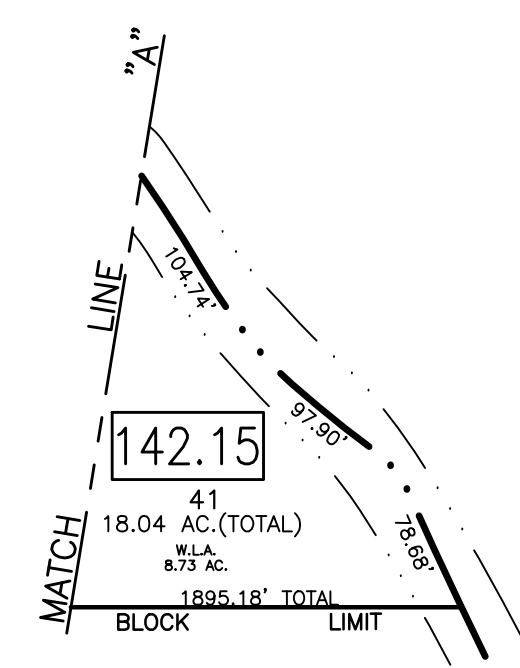 "A"
104.74'
LINE
97.90'
142.15
41
18.04 AC.(TOTAL)
W.L.A.
8.73 AC.
78.68'
MATCH
1895.18' TOTAL
BLOCK LIMIT